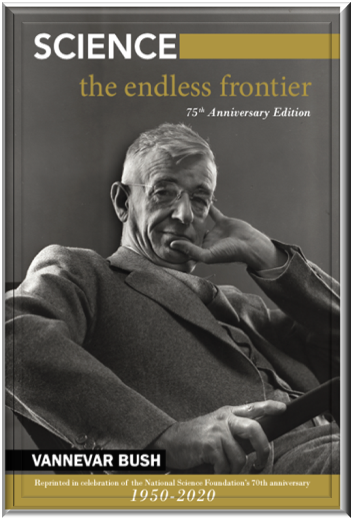 SCIENCE
the endless frontier
75th Anniversary Edition
VANNEVAR BUSH
Reprinted in celebration of the National Science Foundation's 70th anniversary
1950-2020